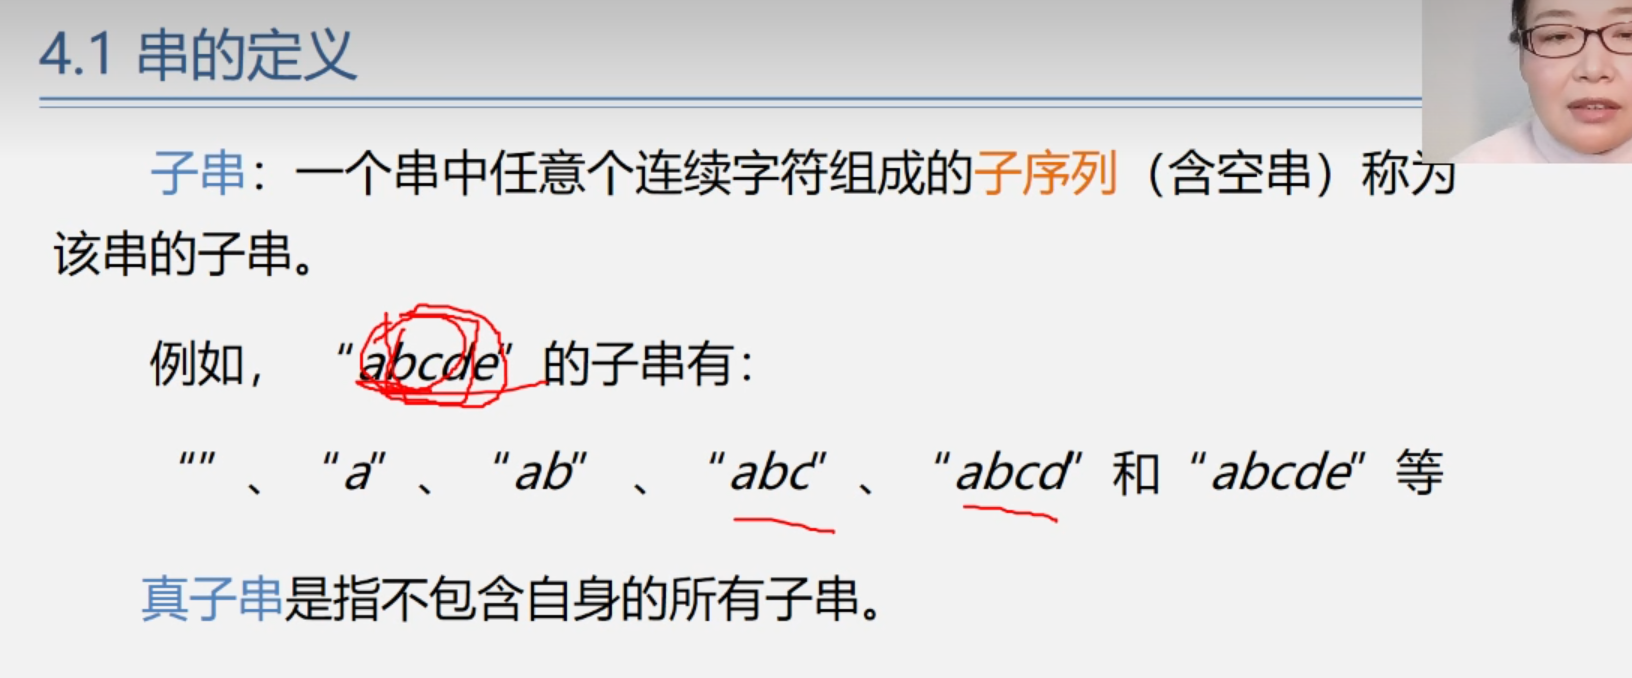 4.1 串的定义
子串：一个串中任意个连续字符组成的子序列（含空串）称为
该串的子串。
例如，“abcde”的子串有：
“”、“a”、“ab”、“abc”、“abcd”和“abcde”等
真子串是指不包含自身的所有子串。